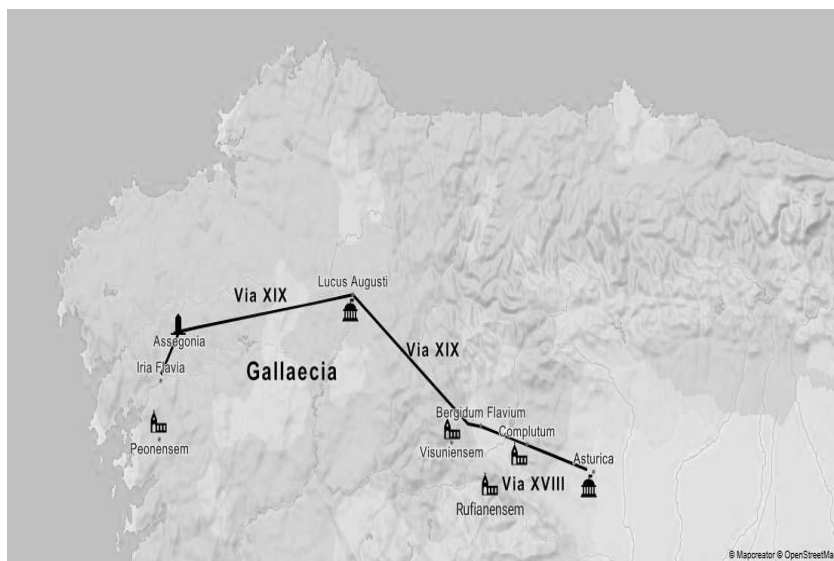 Lucus Augusti
Via XIX
Assegonia
Via XIX
Iria Flavia
Gallaecia
Bergidum Flavium
Peonensem
Complutum
Visuniensem
Asturica
Via XVIII
Rufianensem
© Mapcreator © OpenStreetMa